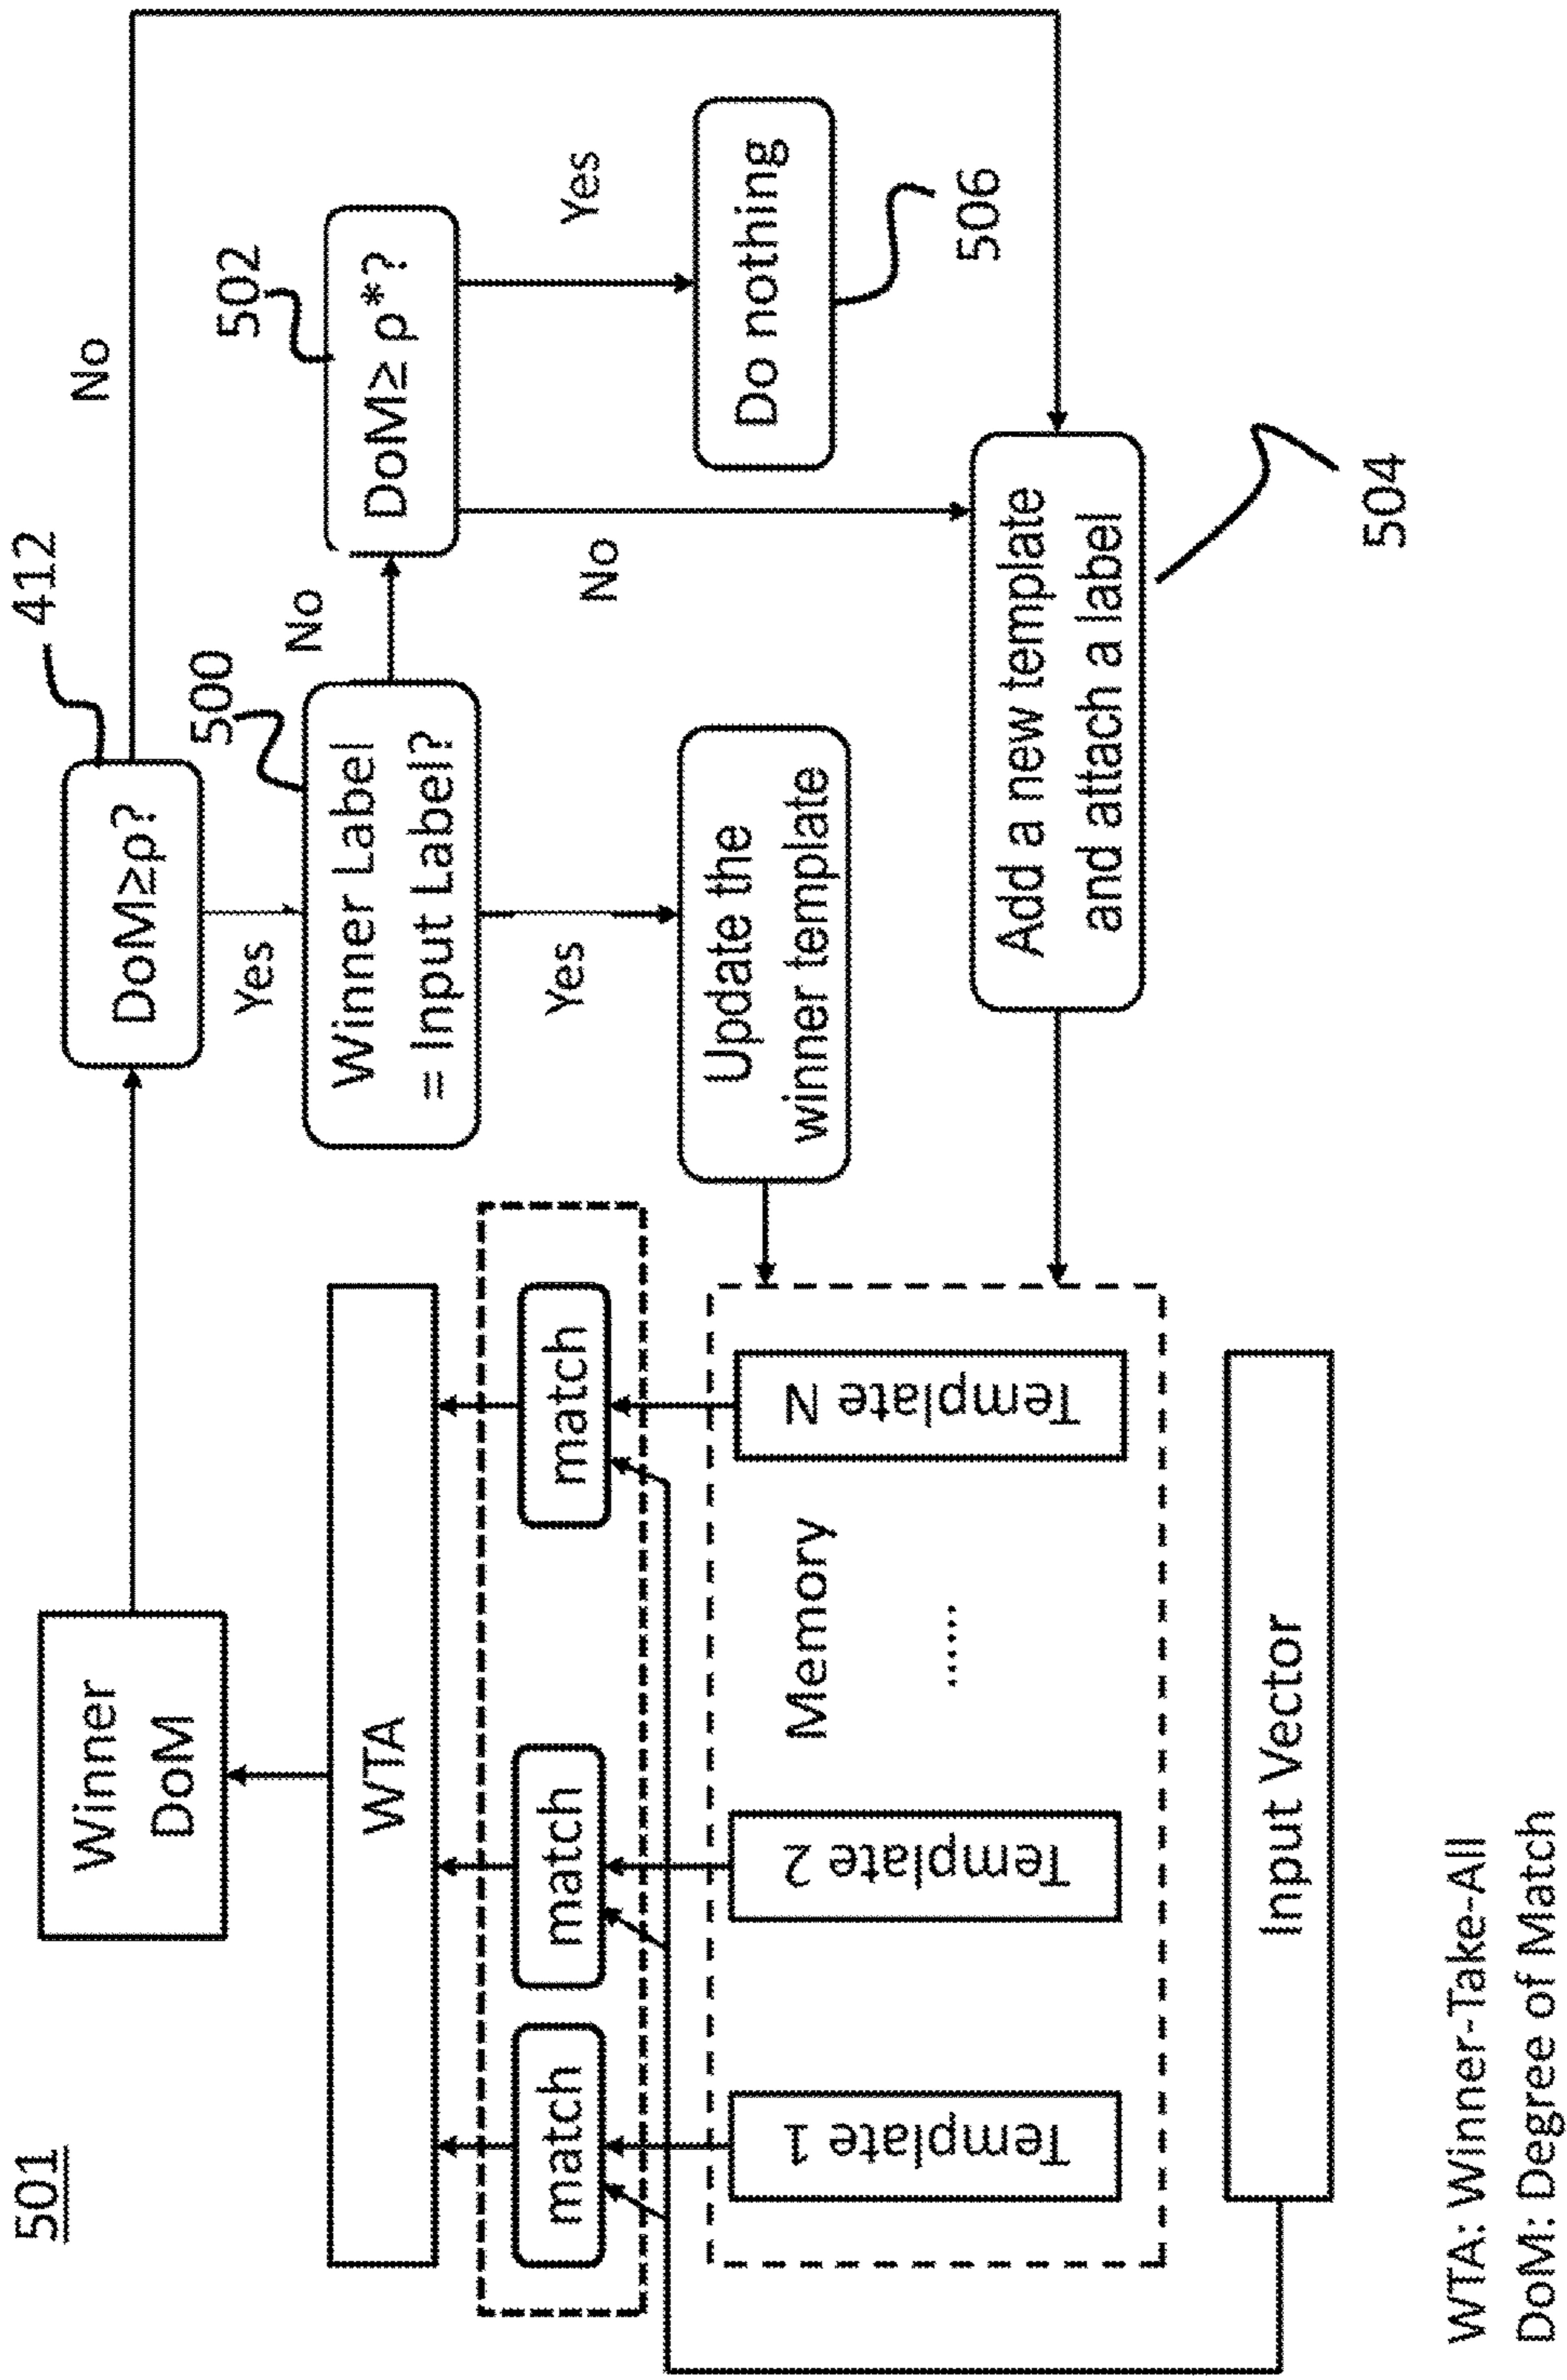 501
Winner
DoM
DoM≥ρ?
412
No
Yes
WTA
Winner Label
= Input Label?
500
No
DoM≥ ρ*?
502
Yes
No
Yes
match
match
match
Update the
winner template
Do nothing
506
Memory
Template 1
Template 2
......
Template N
Add a new template
and attach a label
504
Input Vector
WTA: Winner-Take-All
DoM: Degree of Match